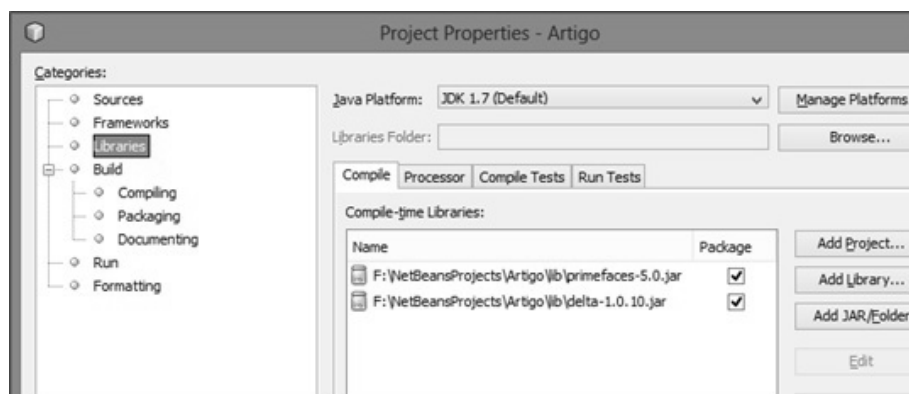 Project Properties - Artigo
Categories:
Sources
Frameworks
Libraries
Build
Compiling
Packaging
Documenting
Run
Formatting
Java Platform: JDK 1.7 (Default) Manage Platforms
Libraries Folder: Browse...
Compile Processor Compile Tests Run Tests
Compile-time Libraries:
Name Package
F:\NetBeansProjects\Artigo\lib\primefaces-5.0.jar
F:\NetBeansProjects\Artigo\lib\delta-1.0.10.jar
Add Project...
Add Library...
Add JAR/Folder
Edit